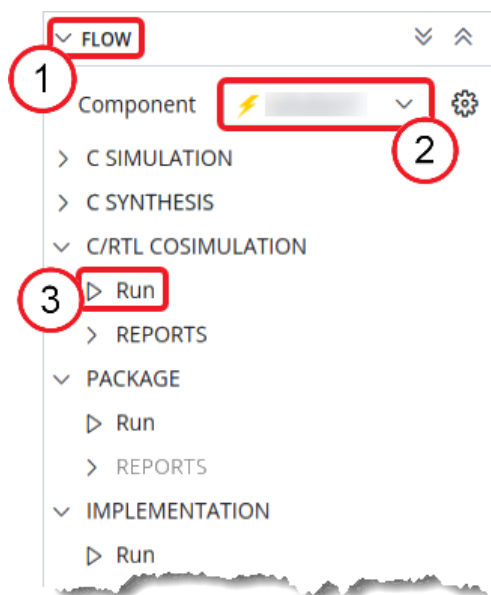 FLOW
1
Component
2
C SIMULATION
C SYNTHESIS
C/RTL COSIMULATION
3 Run
REPORTS
PACKAGE
Run
REPORTS
IMPLEMENTATION
Run